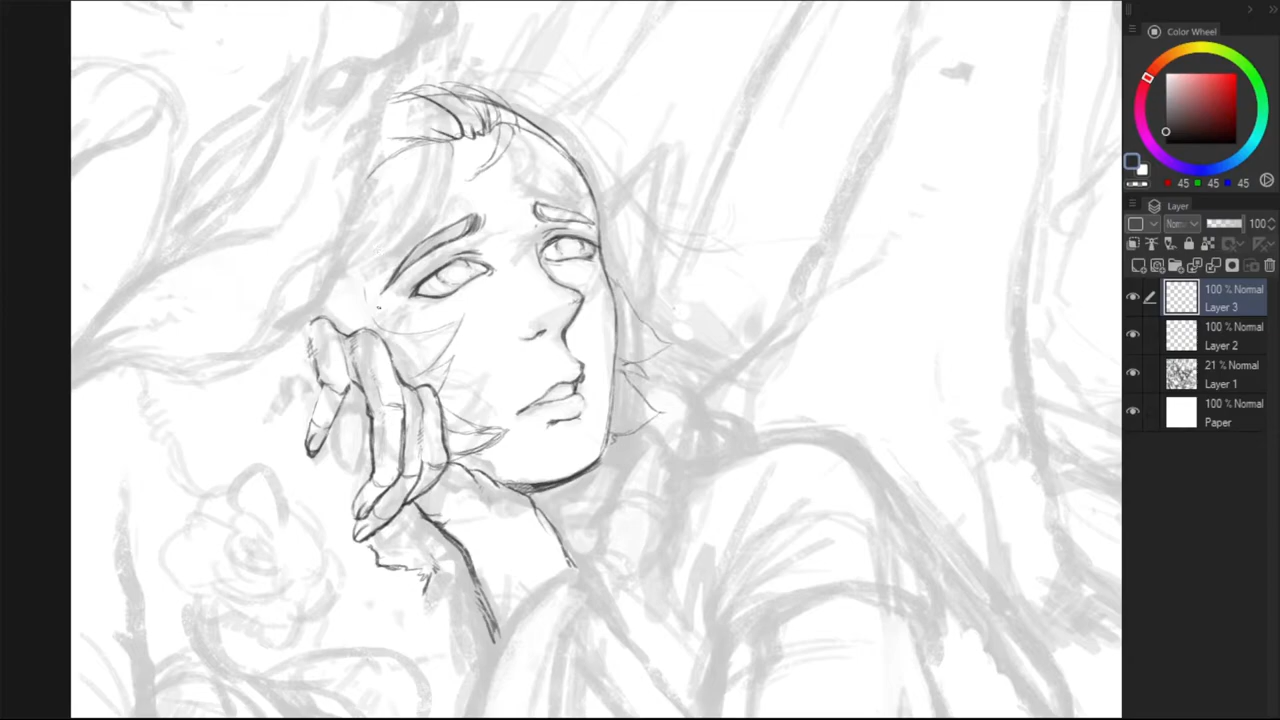 Color Wheel
45 45 45
Layer
Norm 100
100 % Normal
Layer 3
100 % Normal
Layer 2
21 % Normal
Layer 1
100 % Normal
Paper